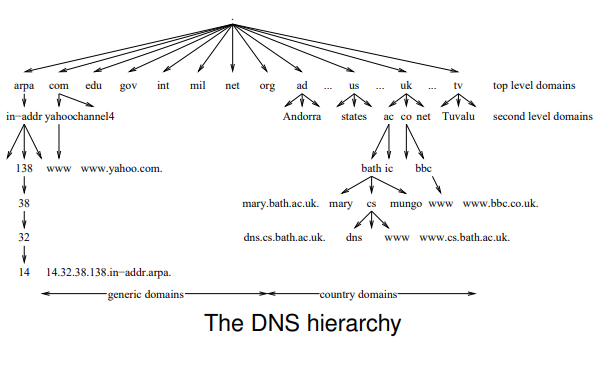 .
arpa com edu gov int mil net org ad ... us ... uk ... tv top level domains
in-addr yahoo channel4 Andorra states ac co net Tuvalu second level domains
138 www www.yahoo.com. bath ic bbc
38 mary.bath.ac.uk. mary cs mungo www www.bbc.co.uk.
32 dns.cs.bath.ac.uk. dns www www.cs.bath.ac.uk.
14 14.32.38.138.in-addr.arpa.
generic domains country domains
The DNS hierarchy